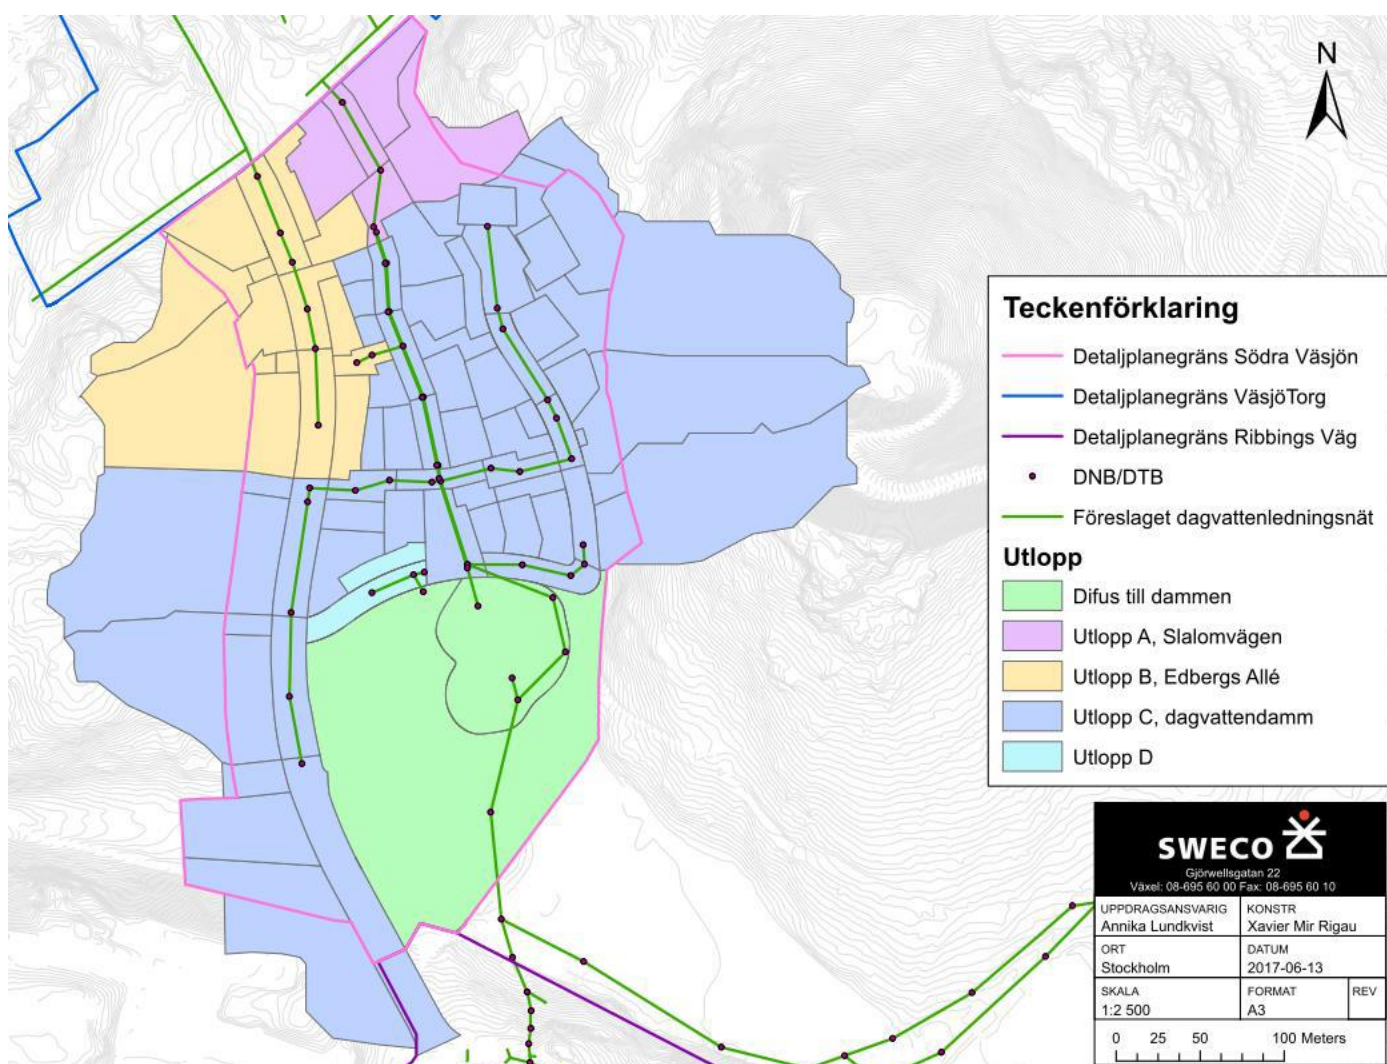 N
Teckenförklaring
Detaljplanegräns Södra Väsjön
Detaljplanegräns VäsjöTorg
Detaljplanegräns Ribbings Väg
DNB/DTB
Föreslaget dagvattenledningsnät
Utlopp
Difus till dammen
Utlopp A, Slalomvägen
Utlopp B, Edbergs Allé
Utlopp C, dagvattendamm
Utlopp D
SWECO
Gjörwellsgatan 22
Växel: 08-695 60 00 Fax: 08-695 60 10
UPPDRAGSANSVARIG KONSTR
Annika Lundkvist Xavier Mir Rigau
ORT DATUM
Stockholm 2017-06-13
SKALA FORMAT REV
1:2 500 A3
0 25 50 100 Meters